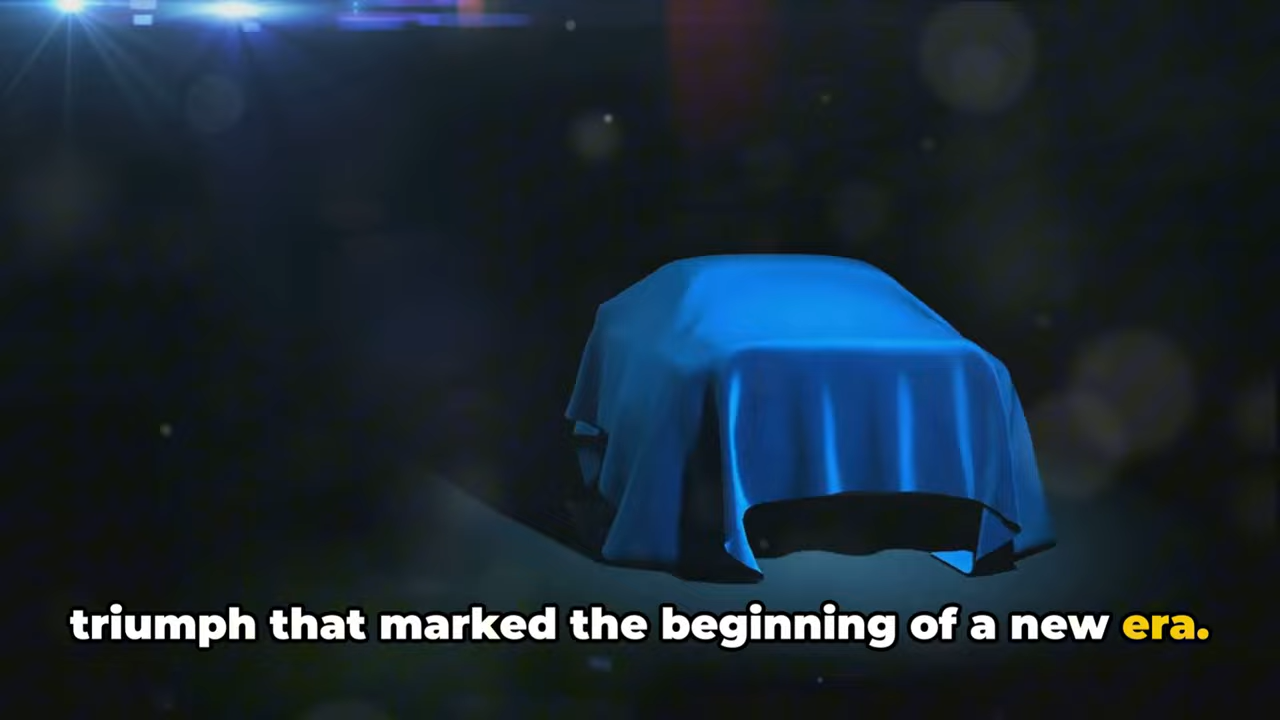 triumph that marked the beginning of a new era.